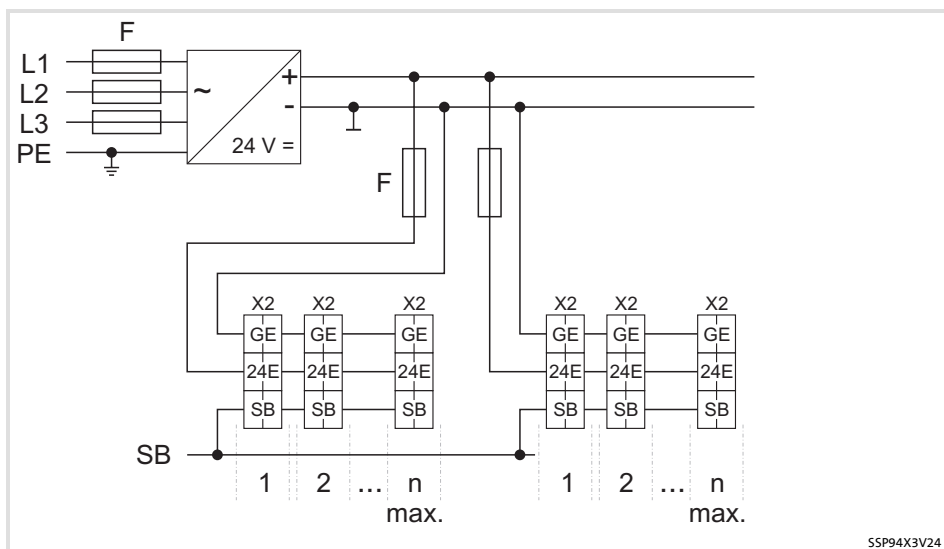 F
L1
L2
L3
PE
~
+
-
24 V =
F
X2 X2 X2 X2 X2 X2
GE GE GE GE GE GE
24E 24E 24E 24E 24E 24E
SB SB SB SB SB SB
SB
1 2 ... n 1 2 ... n
max. max.
SSP94X3V24